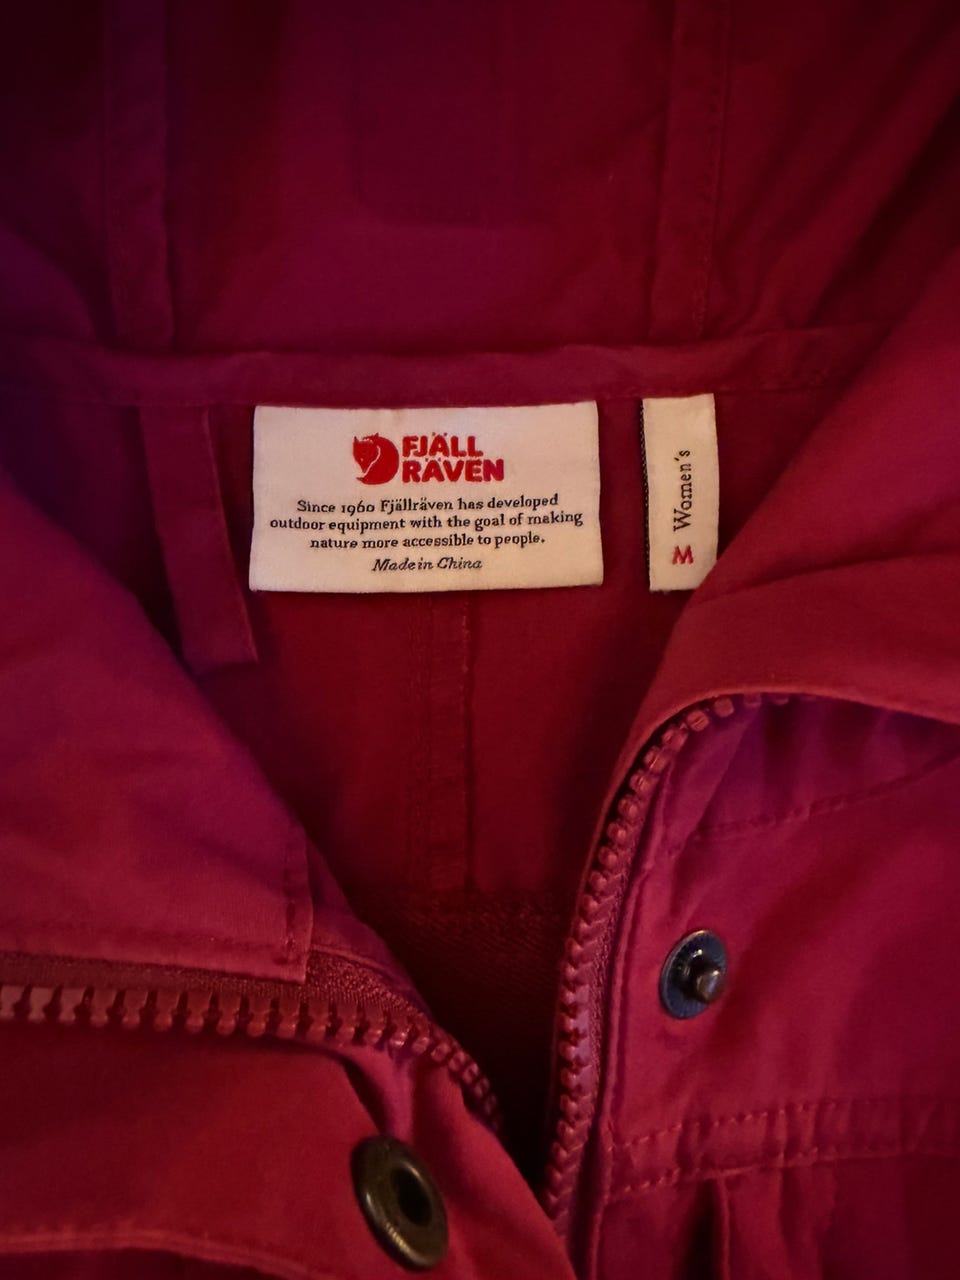 FJÄLL
RÄVEN
Since 1960 Fjällräven has developed
outdoor equipment with the goal of making
nature more accessible to people.
Made in China
Women's
M